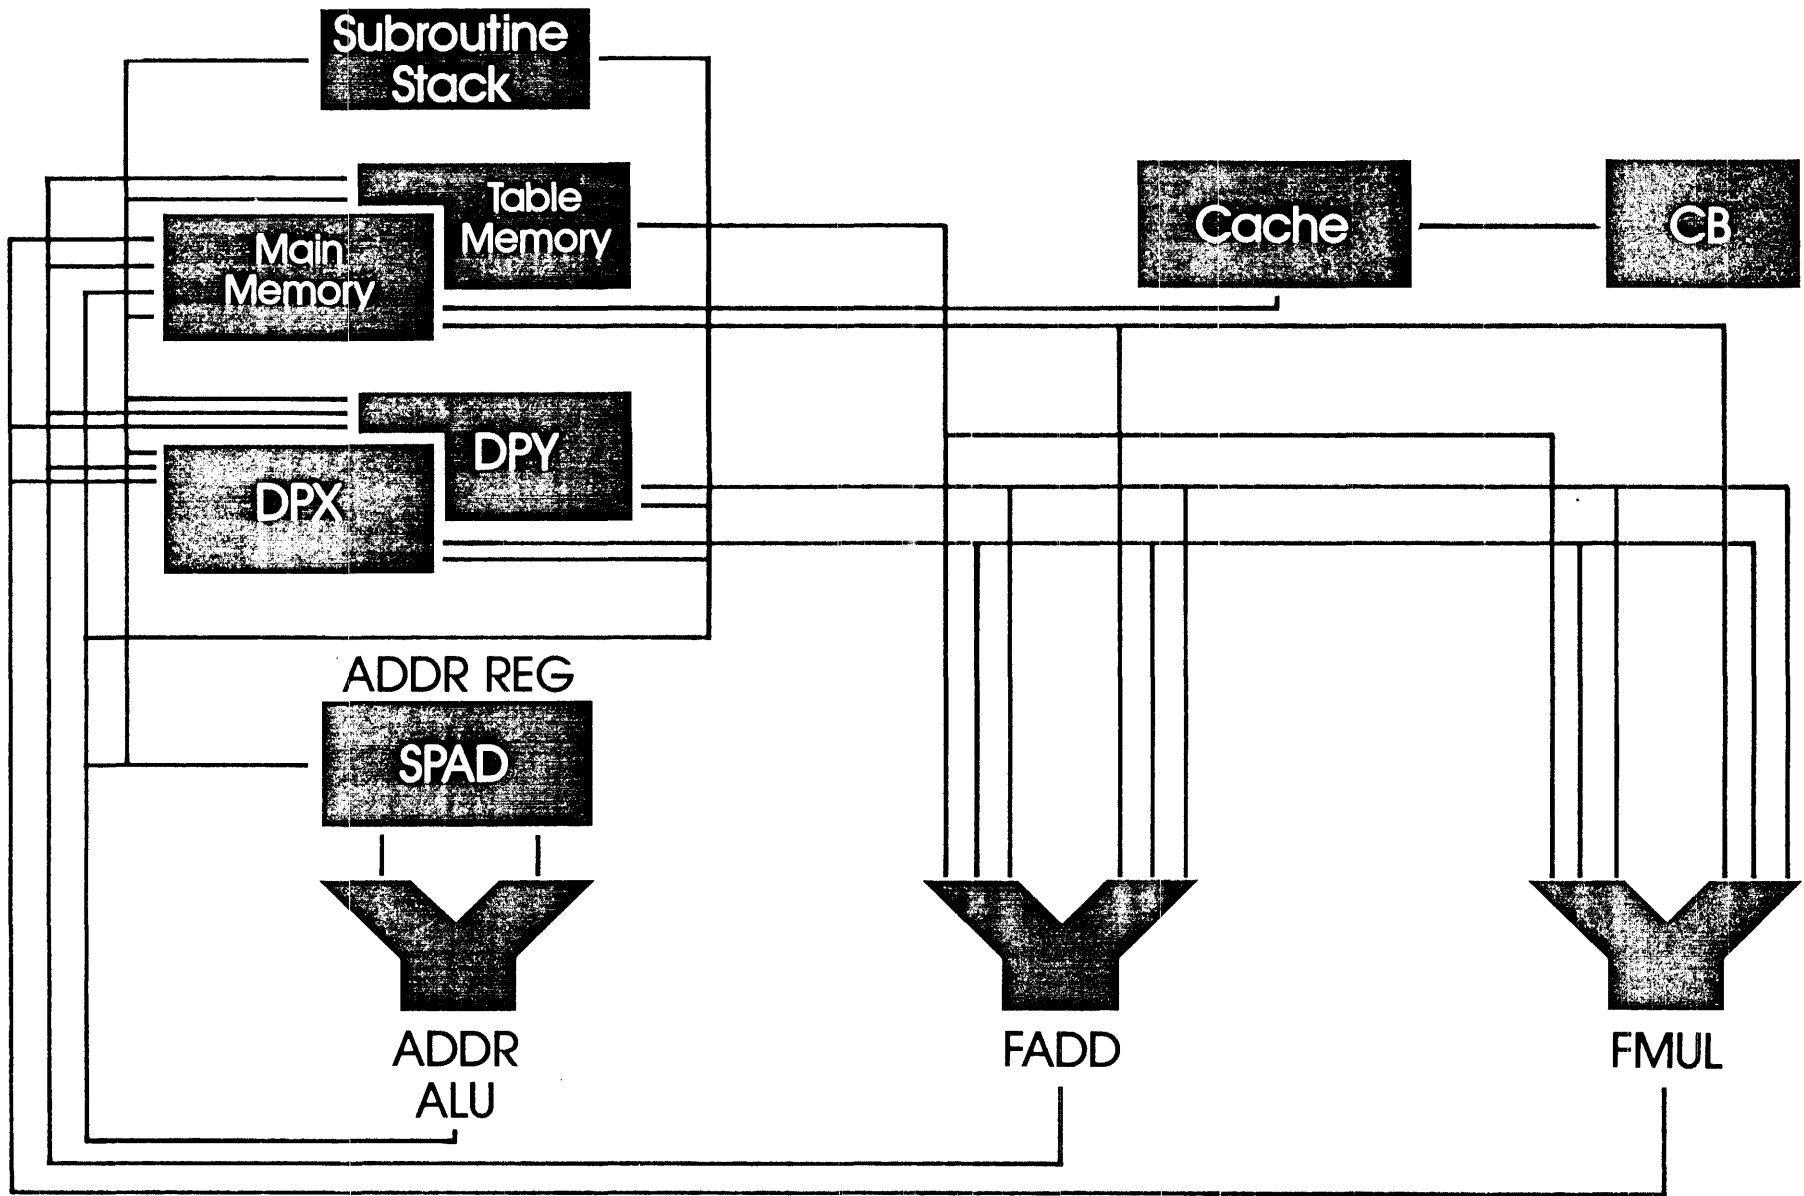 Subroutine
Stack
Table
Memory
Main
Memory
Cache
CB
DPY
DPX
ADDR REG
SPAD
ADDR
ALU
FADD
FMUL